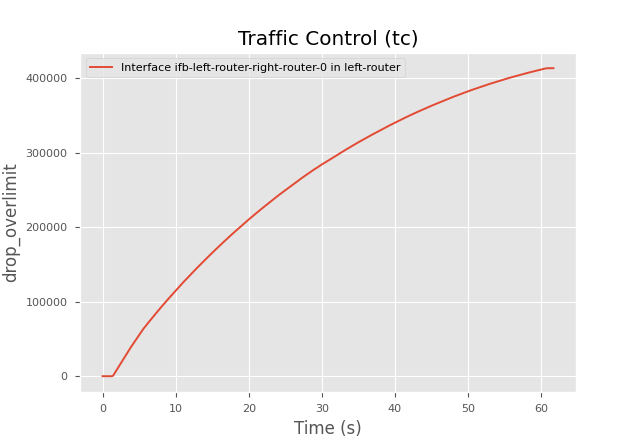 Traffic Control (tc)
Interface ifb-left-router-right-router-0 in left-router
400000
300000
200000
100000
0
drop_overlimit
0 10 20 30 40 50 60
Time (s)